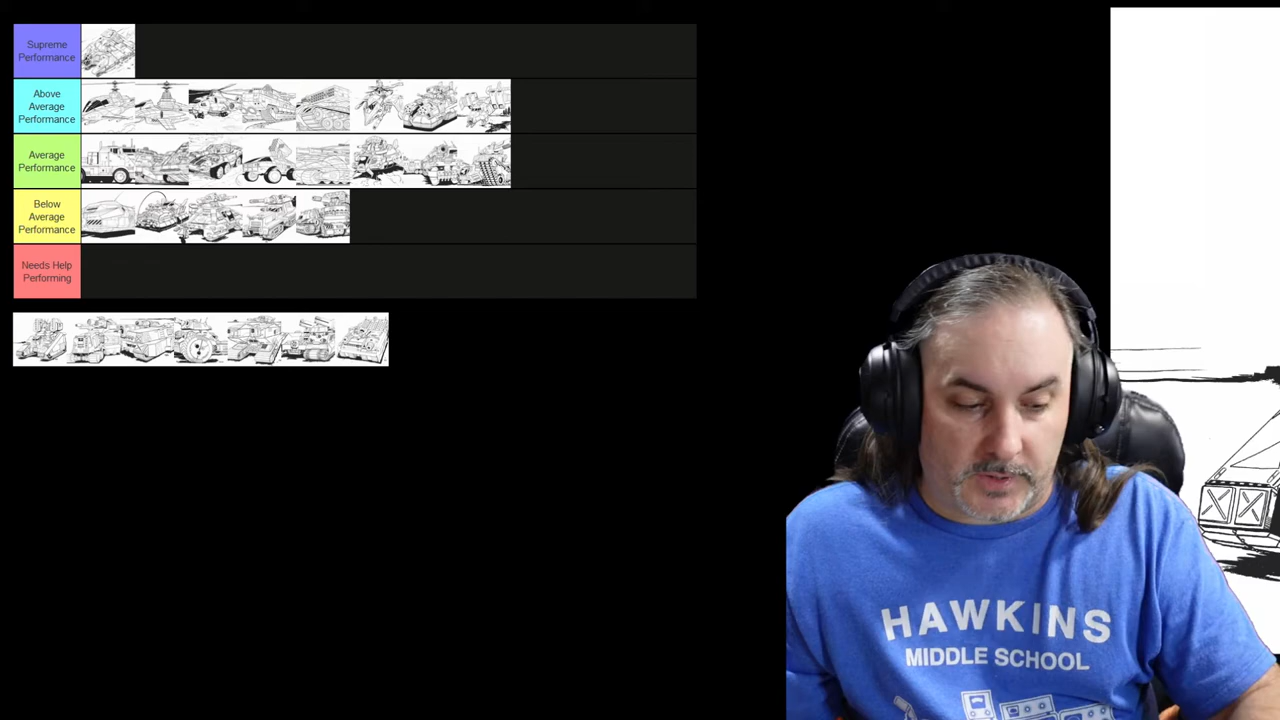 Supreme
Performance
Above
Average
Performance
Average
Performance
Below
Average
Performance
Needs Help
Performing
HAWKINS
MIDDLE SCHOOL